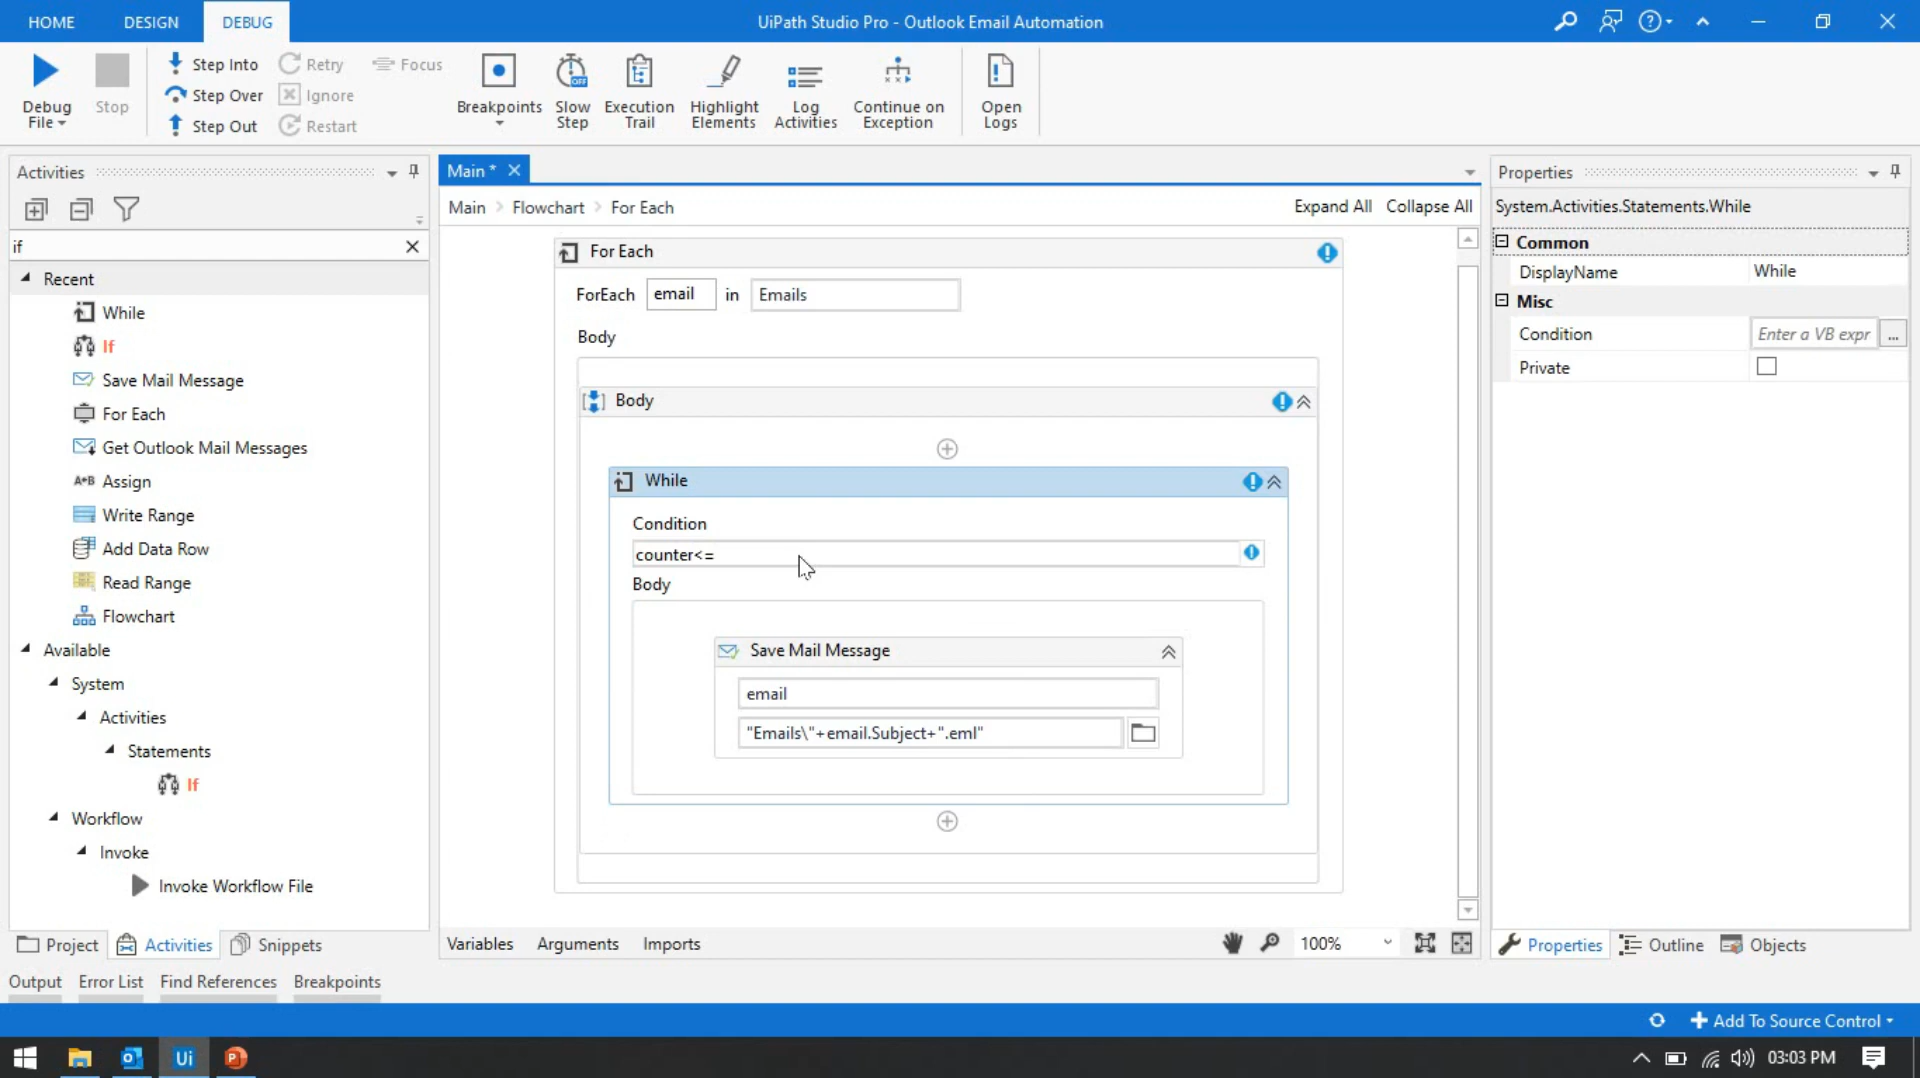 HOME DESIGN DEBUG UiPath Studio Pro - Outlook Email Automation
Debug File
Stop
Step Into
Step Over
Step Out
Retry
Ignore
Restart
Focus
Breakpoints
Slow Step
OFF
Execution Trail
Highlight Elements
Log Activities
Continue on Exception
Open Logs
Activities
if
Recent
While
If
Save Mail Message
For Each
Get Outlook Mail Messages
A*B Assign
Write Range
Add Data Row
Read Range
Flowchart
Available
System
Activities
Statements
If
Workflow
Invoke
Invoke Workflow File
Project Activities Snippets
Main *
Main > Flowchart > For Each
Expand All Collapse All
For Each
ForEach email in Emails
Body
Body
While
Condition
counter<=
Body
Save Mail Message
email
"Emails\"+email.Subject+".eml"
Variables Arguments Imports
100%
Properties
System.Activities.Statements.While
Common
DisplayName While
Misc
Condition Enter a VB expr ...
Private
Properties Outline Objects
Output Error List Find References Breakpoints
Add To Source Control
Ui
03:03 PM